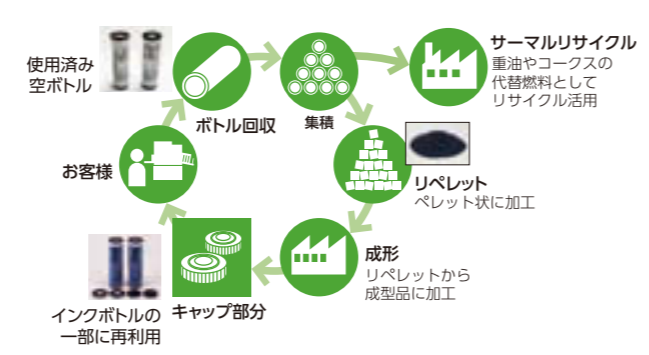 使用済み
空ボトル
ボトル回収
集積
サーマルリサイクル
重油やコークスの
代替燃料として
リサイクル活用
お客様
リペレット
ペレット状に加工
成形
リペレットから
成型品に加工
キャップ部分
インクボトルの
一部に再利用